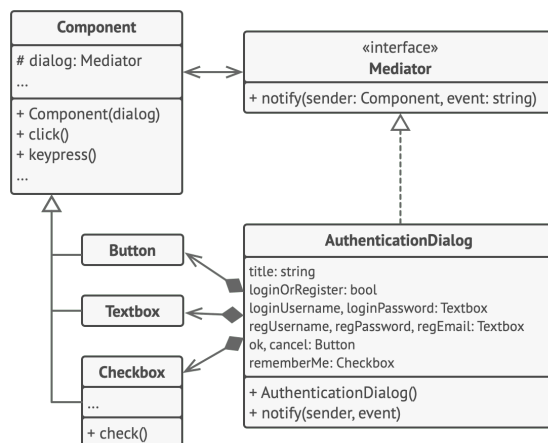 Component
# dialog: Mediator
...
+ Component(dialog)
+ click()
+ keypress()
...
«interface»
Mediator
+ notify(sender: Component, event: string)
Button
Textbox
Checkbox
...
+ check()
AuthenticationDialog
title: string
loginOrRegister: bool
loginUsername, loginPassword: Textbox
regUsername, regPassword, regEmail: Textbox
ok, cancel: Button
rememberMe: Checkbox
+ AuthenticationDialog()
+ notify(sender, event)